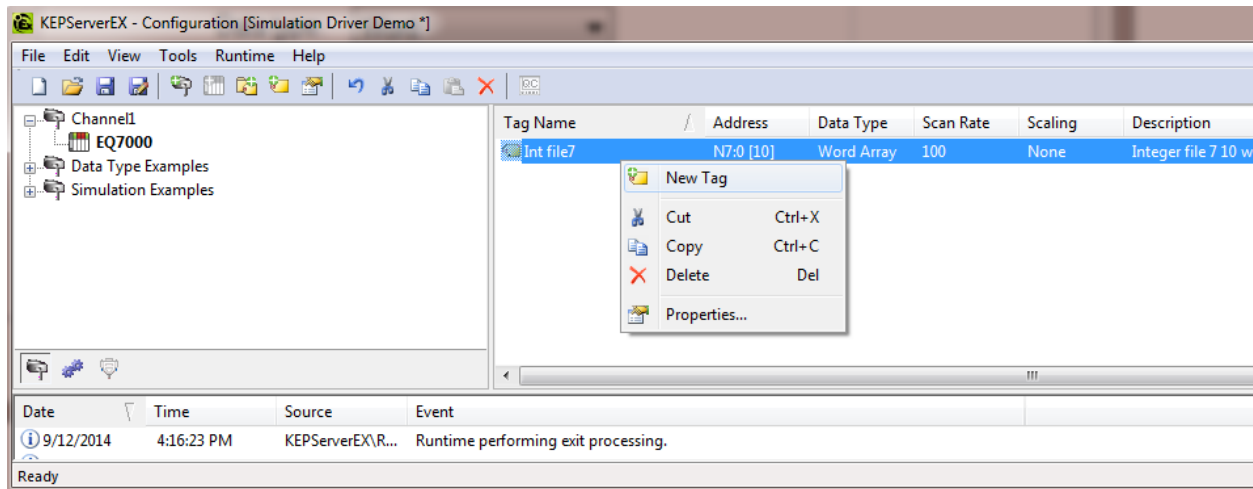 KEPServerEX - Configuration [Simulation Driver Demo *]
File Edit View Tools Runtime Help
Channel1
EQ7000
Data Type Examples
Simulation Examples
Tag Name Address Data Type Scan Rate Scaling Description
Int file7 N7:0 [10] Word Array 100 None Integer file 7 10 w
New Tag
Cut Ctrl+X
Copy Ctrl+C
Delete Del
Properties...
Date Time Source Event
9/12/2014 4:16:23 PM KEPServerEX\R... Runtime performing exit processing.
Ready